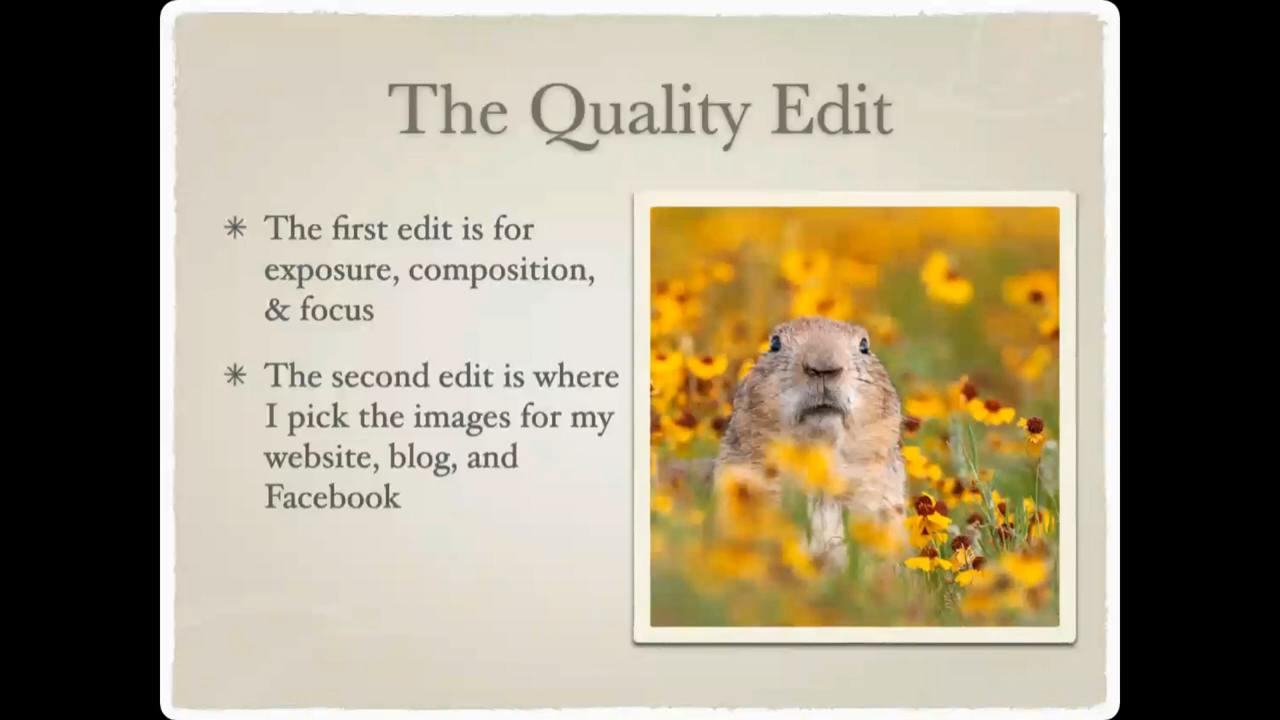 The Quality Edit
The first edit is for
exposure, composition,
& focus
The second edit is where
I pick the images for my
website, blog, and
Facebook